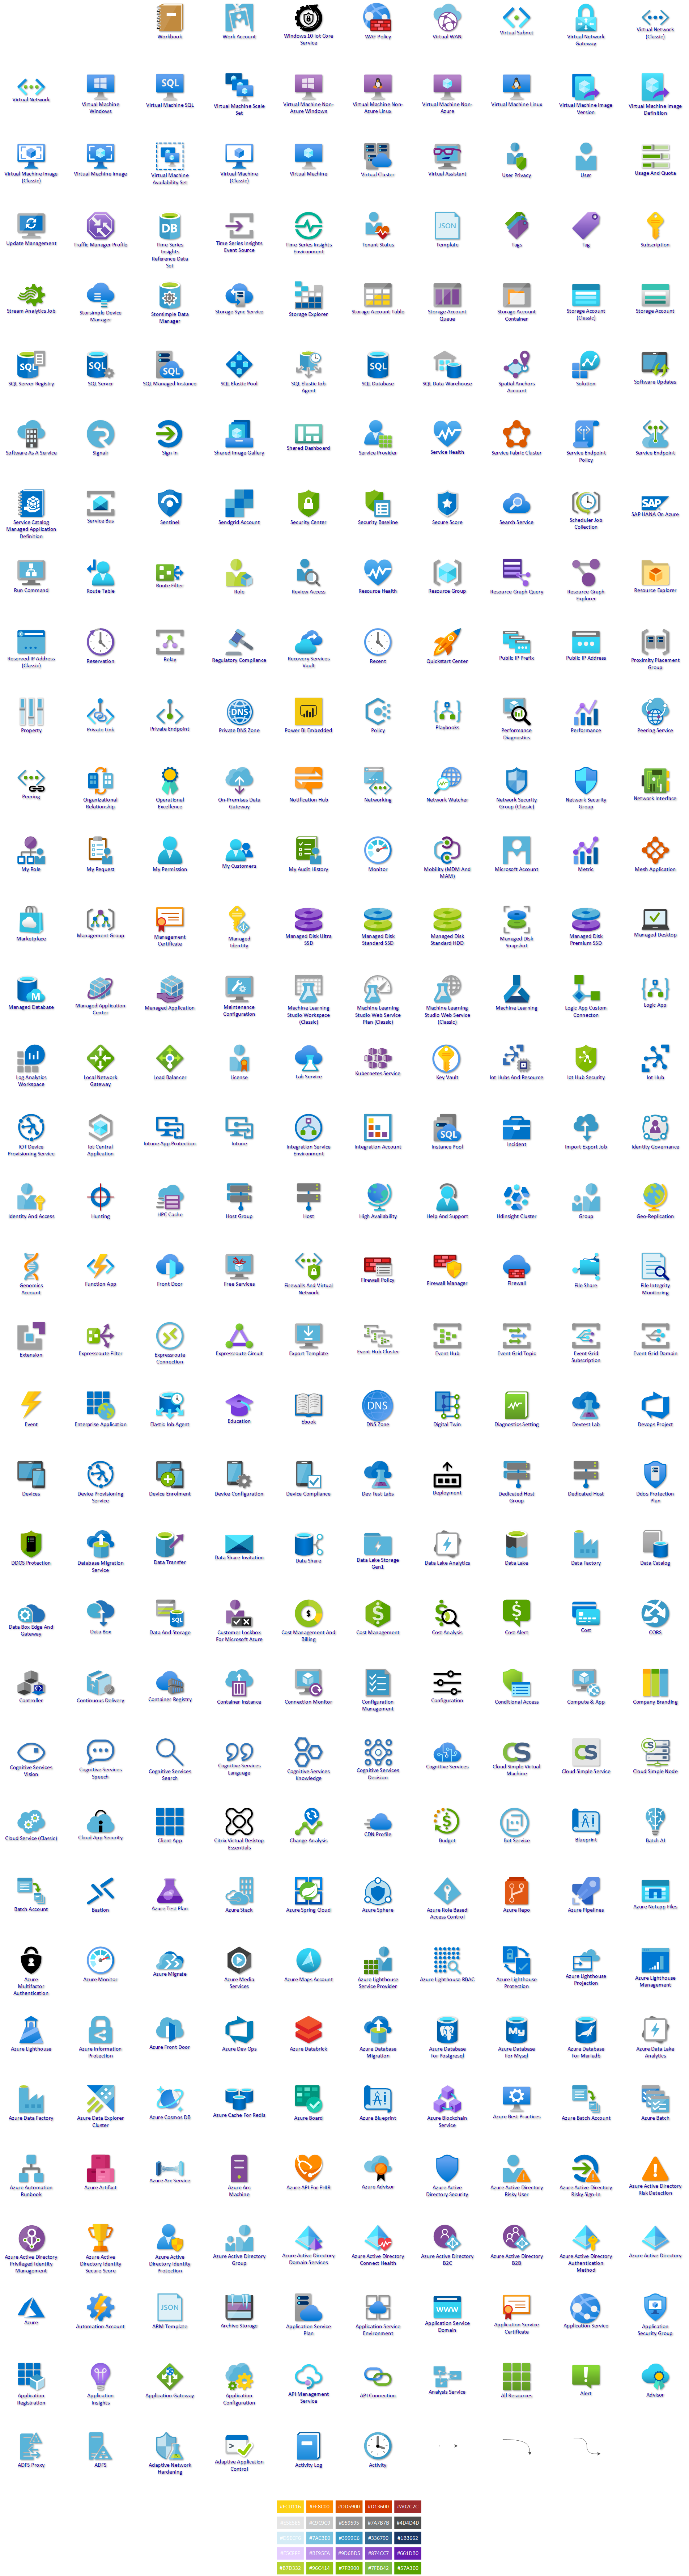 Workbook
Work Account
Windows 10 Iot Core
Service
WAF Policy
Virtual WAN
Virtual Subnet
Virtual Network
Gateway
Virtual Network
(Classic)
Virtual Network
Virtual Machine
Windows
SQL
Virtual Machine SQL
Virtual Machine Scale
Set
Virtual Machine Non-
Azure Windows
Virtual Machine Non-
Azure Linux
Virtual Machine Non-
Azure
Virtual Machine Linux
Virtual Machine Image
Version
Virtual Machine Image
Definition
Virtual Machine Image
(Classic)
Virtual Machine Image
Virtual Machine
Availability Set
Virtual Machine
(Classic)
Virtual Machine
Virtual Cluster
Virtual Assistant
User Privacy
User
Usage And Quota
Update Management
Traffic Manager Profile
DB
Time Series
Insights
Reference Data
Set
Time Series Insights
Event Source
Time Series Insights
Environment
Tenant Status
JSON
Template
Tags
Tag
Subscription
Stream Analytics Job
Storsimple Device
Manager
Storsimple Data
Manager
Storage Sync Service
Storage Explorer
Storage Account Table
Storage Account
Queue
Storage Account
Container
Storage Account
(Classic)
Storage Account
SQL
SQL Server Registry
SQL
SQL Server
SQL
SQL Managed Instance
SQL Elastic Pool
SQL Elastic Job
Agent
SQL
SQL Database
SQL
SQL Data Warehouse
Spatial Anchors
Account
Solution
Software Updates
Software As A Service
Signalr
Sign In
Shared Image Gallery
Shared Dashboard
Service Provider
Service Health
Service Fabric Cluster
Service Endpoint
Policy
Service Endpoint
Service Catalog
Managed Application
Definition
Service Bus
Sentinel
Sendgrid Account
Security Center
Security Baseline
Secure Score
Search Service
Scheduler Job
Collection
SAP
SAP HANA On Azure
Run Command
Route Table
Route Filter
Role
Review Access
Resource Health
Resource Group
Resource Graph Query
Resource Graph
Explorer
Resource Explorer
Reserved IP Address
(Classic)
Reservation
Relay
Regulatory Compliance
Recovery Services
Vault
Recent
Quickstart Center
Public IP Prefix
Public IP Address
Proximity Placement
Group
Property
Private Link
Private Endpoint
DNS
Private DNS Zone
Power BI Embedded
Policy
Playbooks
Performance
Diagnostics
Performance
Peering Service
Peering
Organizational
Relationship
Operational
Excellence
On-Premises Data
Gateway
Notification Hub
Networking
Network Watcher
Network Security
Group (Classic)
Network Security
Group
Network Interface
My Role
My Request
My Permission
My Customers
My Audit History
Monitor
Mobility (MDM And
MAM)
Microsoft Account
Metric
Mesh Application
Marketplace
Management Group
Management
Certificate
Managed
Identity
Managed Disk Ultra
SSD
Managed Disk
Standard SSD
Managed Disk
Standard HDD
Managed Disk
Snapshot
Managed Disk
Premium SSD
Managed Desktop
M
Managed Database
Managed Application
Center
Managed Application
Maintenance
Configuration
Machine Learning
Studio Workspace
(Classic)
Machine Learning
Studio Web Service
Plan (Classic)
Machine Learning
Studio Web Service
(Classic)
Machine Learning
Logic App Custom
Connecton
Logic App
Log Analytics
Workspace
Local Network
Gateway
Load Balancer
License
Lab Service
Kubernetes Service
Key Vault
Iot Hubs And Resource
Iot Hub Security
Iot Hub
IOT Device
Provisioning Service
Iot Central
Application
Intune App Protection
Intune
Integration Service
Environment
Integration Account
SQL
Instance Pool
Incident
Import Export Job
Identity Governance
Identity And Access
Hunting
HPC Cache
Host Group
Host
High Availability
Help And Support
HdInsight Cluster
Group
Geo-Replication
Genomics
Account
Function App
Front Door
Free Services
Firewalls And Virtual
Network
Firewall Policy
Firewall Manager
Firewall
File Share
File Integrity
Monitoring
Extension
Expressroute Filter
Expressroute
Connection
Expressroute Circuit
Export Template
Event Hub Cluster
Event Hub
Event Grid Topic
Event Grid
Subscription
Event Grid Domain
Event
Enterprise Application
Elastic Job Agent
Education
Ebook
DNS
DNS Zone
Digital Twin
Diagnostics Setting
Devtest Lab
Devops Project
Devices
Device Provisioning
Service
Device Enrolment
Device Configuration
Device Compliance
Dev Test Labs
Deployment
Dedicated Host
Group
Dedicated Host
Ddos Protection
Plan
DDOS Protection
Database Migration
Service
Data Transfer
Data Share Invitation
Data Share
Data Lake Storage
Gen1
Data Lake Analytics
Data Lake
Data Factory
Data Catalog
Data Box Edge And
Gateway
Data Box
SQL
Data And Storage
Customer Lockbox
For Microsoft Azure
$
Cost Management And
Billing
$
Cost Management
Cost Analysis
$
Cost Alert
Cost
CORS
Controller
Continuous Delivery
Container Registry
Container Instance
Connection Monitor
Configuration
Management
Configuration
Conditional Access
Compute & App
Company Branding
Cognitive Services
Vision
Cognitive Services
Speech
Cognitive Services
Search
Cognitive Services
Language
Cognitive Services
Knowledge
Cognitive Services
Decision
Cognitive Services
CS
Cloud Simple Virtual
Machine
CS
Cloud Simple Service
CS
Cloud Simple Node
Cloud Service (Classic)
Cloud App Security
Client App
Citrix Virtual Desktop
Essentials
Change Analysis
CDN Profile
$
Budget
Bot Service
Blueprint
Batch AI
Batch Account
Bastion
Azure Test Plan
Azure Stack
Azure Spring Cloud
Azure Sphere
Azure Role Based
Access Control
Azure Repo
Azure Pipelines
Azure Netapp Files
Azure
Multifactor
Authentication
Azure Monitor
Azure Migrate
Azure Media
Services
Azure Maps Account
Azure Lighthouse
Service Provider
Azure Lighthouse RBAC
Azure Lighthouse
Protection
Azure Lighthouse
Projection
Azure Lighthouse
Management
Azure Lighthouse
Azure Information
Protection
Azure Front Door
Azure Dev Ops
Azure Databrick
Azure Database
Migration
Azure Database
For Postgresql
My
Azure Database
For Mysql
Azure Database
For Mariadb
Azure Data Lake
Analytics
Azure Data Factory
Azure Data Explorer
Cluster
Azure Cosmos DB
Azure Cache For Redis
Azure Board
Azure Blueprint
Azure Blockchain
Service
Azure Best Practices
Azure Batch Account
Azure Batch
Azure Automation
Runbook
Azure Artifact
Azure Arc Service
Azure Arc
Machine
Azure API For FHIR
Azure Advisor
Azure Active
Directory Security
Azure Active Directory
Risky User
Azure Active Directory
Risky Sign-In
Azure Active Directory
Risk Detection
Azure Active Directory
Privileged Identity
Management
Azure Active
Directory Identity
Secure Score
Azure Active
Directory Identity
Protection
Azure Active Directory
Group
Azure Active Directory
Domain Services
Azure Active Directory
Connect Health
Azure Active Directory
B2C
Azure Active Directory
B2B
Azure Active
Directory,
Authentication
Method
Azure Active Directory
Azure
Automation Account
JSON
ARM Template
Archive Storage
Application Service
Plan
Application Service
Environment
WWW
Application Service
Domain
Application Service
Certificate
Application Service
Application
Security Group
Application
Registration
Application
Insights
Application Gateway
Application
Configuration
API Management
Service
API Connection
Analysis Service
All Resources
Alert
Advisor
ADFS Proxy
ADFS
Adaptive Network
Hardening
Adaptive Application
Control
Activity Log
Activity
#DD5900
#D13600
#A02C2C
#959595
#7A7B78
#4D4D4D
#3999C6
#336790
#1B3662
#874CC7
#661DB0
#7FB900
#7FBB42
#57A300